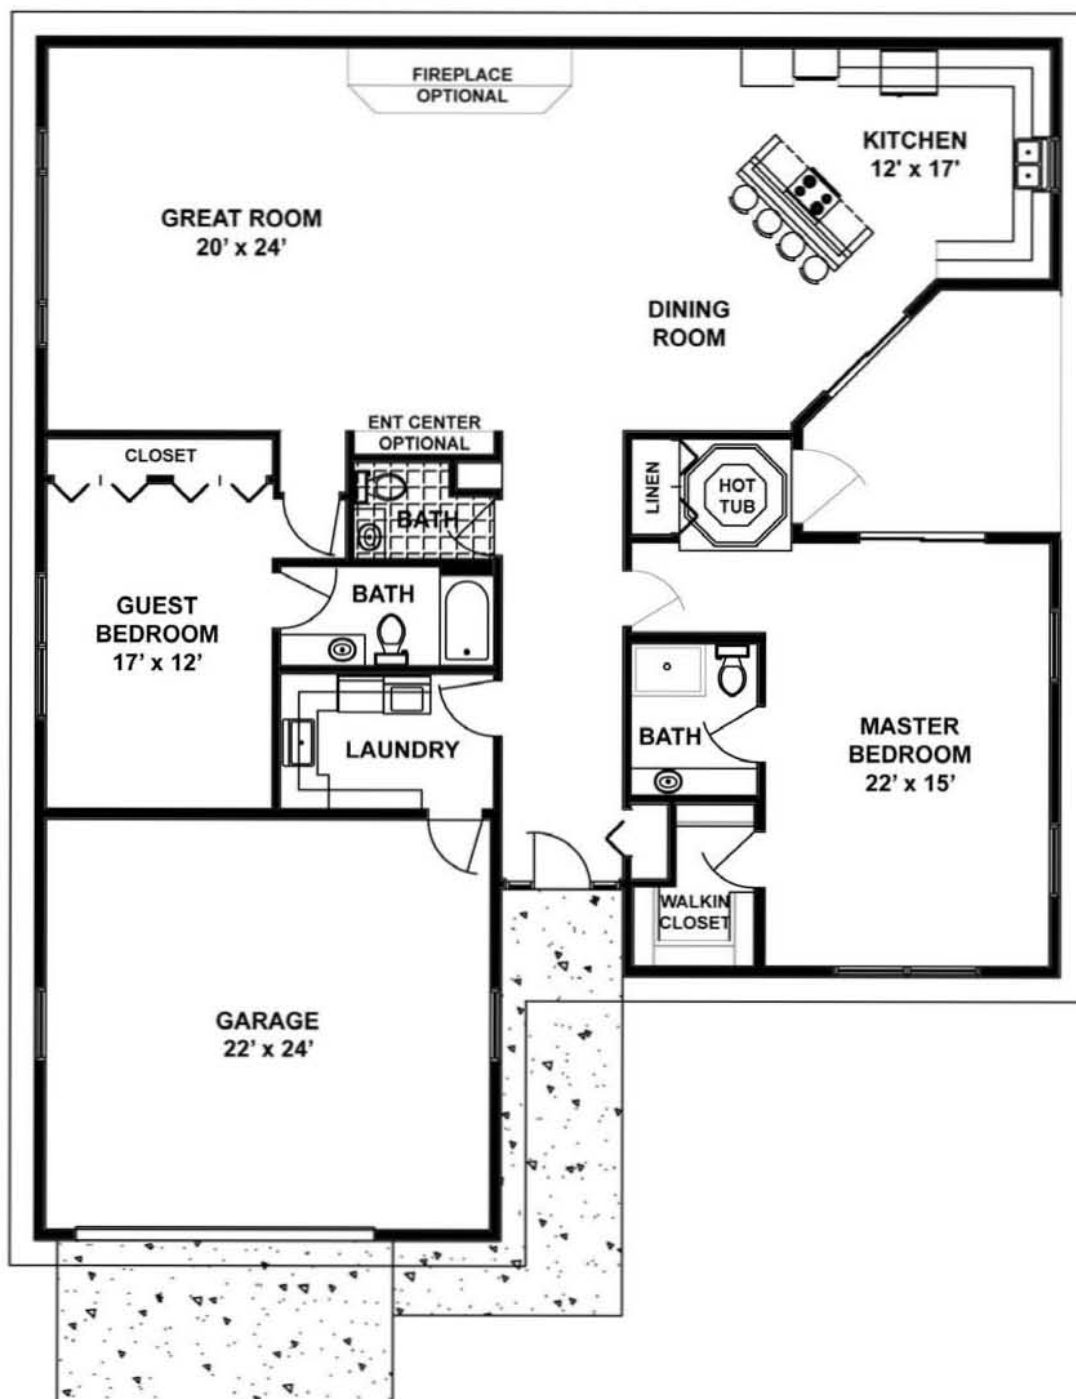 FIREPLACE
OPTIONAL
KITCHEN
12' x 17'
GREAT ROOM
20’ x 24’
DINING
ROOM
ENT CENTER
OPTIONAL
CLOSET
LINEN
HOT
TUB
BATH
BATH
GUEST
BEDROOM
17’ x 12’
LAUNDRY
BATH
MASTER
BEDROOM
22’ x 15’
WALKIN
CLOSET
GARAGE
22’ x 24’